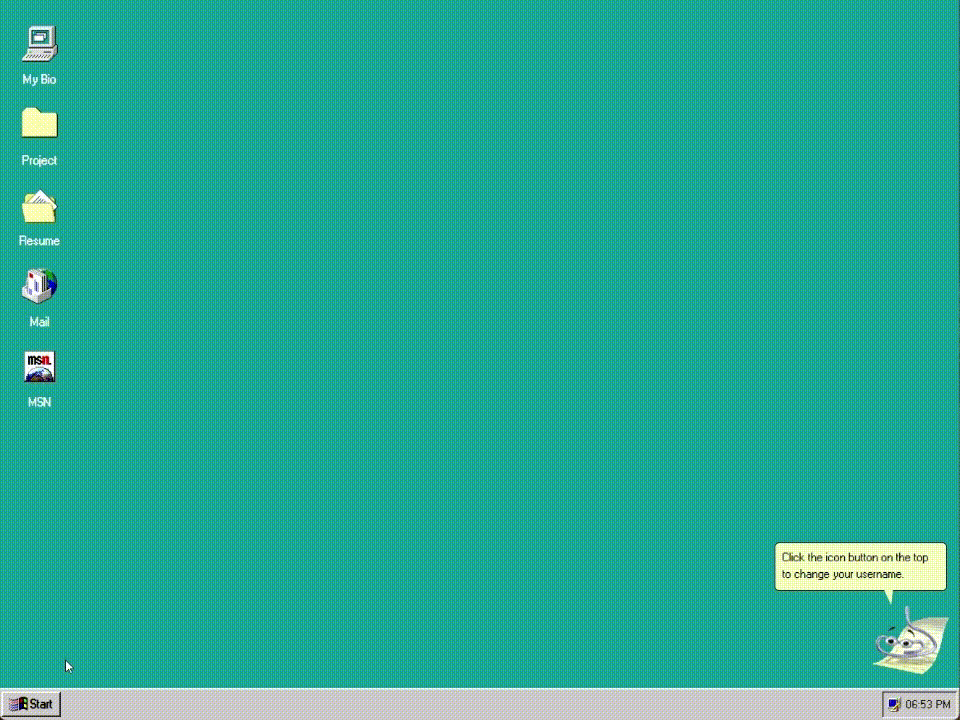 My Bio
Project
Resume
Mail
msn.
MSN
Click the icon button on the top
to change your username.
Start
06:53 PM